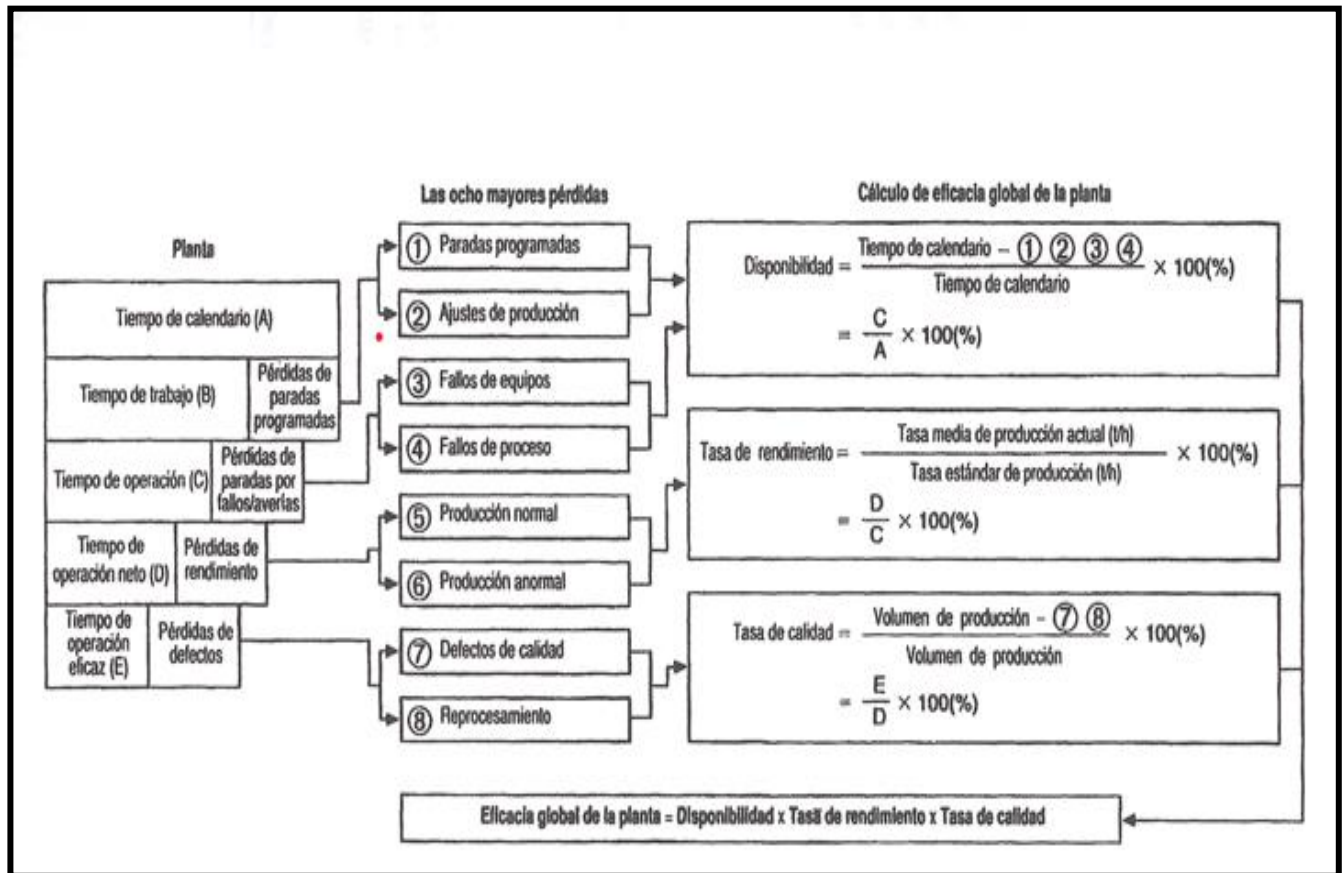 Las ocho mayores pérdidas
Cálculo de eficacia global de la planta
Planta
Tiempo de calendario (A)
Tiempo de trabajo (B)
Pérdidas de
paradas
programadas
Tiempo de operación (C)
Pérdidas de
paradas por
fallos/averías
Tiempo de
operación neto (D)
Pérdidas de
rendimiento
Tiempo de
operación
eficaz (E)
Pérdidas de
defectos
① Paradas programadas
② Ajustes de producción
③ Fallos de equipos
④ Fallos de proceso
⑤ Producción normal
⑥ Producción anormal
⑦ Defectos de calidad
⑧ Reprocesamiento
Disponibilidad = Tiempo de calendario – ① ② ③ ④ × 100(%)
Tiempo de calendario
= C × 100(%)
A
Tasa de rendimiento = Tasa media de producción actual (t/h) × 100(%)
Tasa estándar de producción (t/h)
= D × 100(%)
C
Tasa de calidad = Volumen de producción – ⑦ ⑧ × 100(%)
Volumen de producción
= E × 100(%)
D
Eficacia global de la planta = Disponibilidad x Tasa de rendimiento x Tasa de calidad